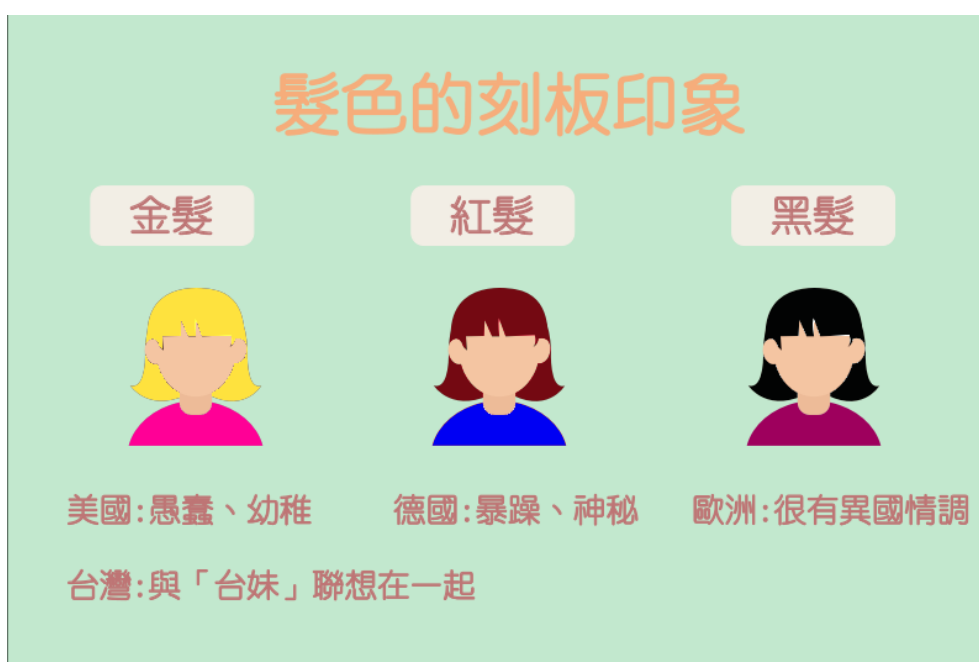 髮色的刻板印象
金髮
紅髮
黑髮
美國:愚蠢、幼稚
德國:暴躁、神秘
歐洲:很有異國情調
台灣:與「台妹」聯想在一起